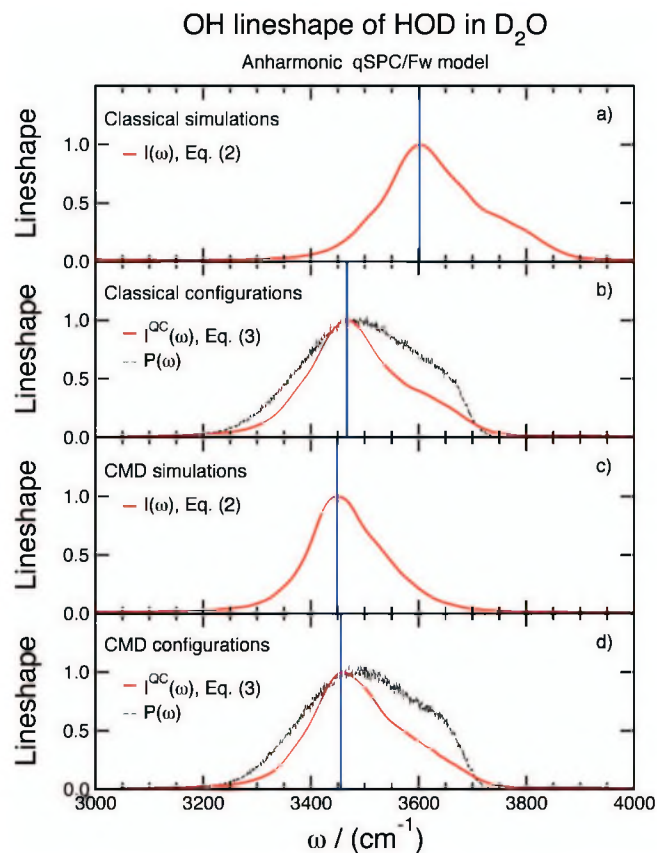 OH lineshape of HOD in D₂O
Anharmonic qSPC/Fw model
Classical simulations
a)
I(ω), Eq. (2)
Lineshape
1.0
0.5
0.0
Classical configurations
b)
I^QC(ω), Eq. (3)
P(ω)
Lineshape
1.0
0.5
0.0
CMD simulations
c)
I(ω), Eq. (2)
Lineshape
1.0
0.5
0.0
CMD configurations
d)
I^QC(ω), Eq. (3)
P(ω)
Lineshape
1.0
0.5
0.0
3000 3200 3400 3600 3800 4000
ω / (cm⁻¹)